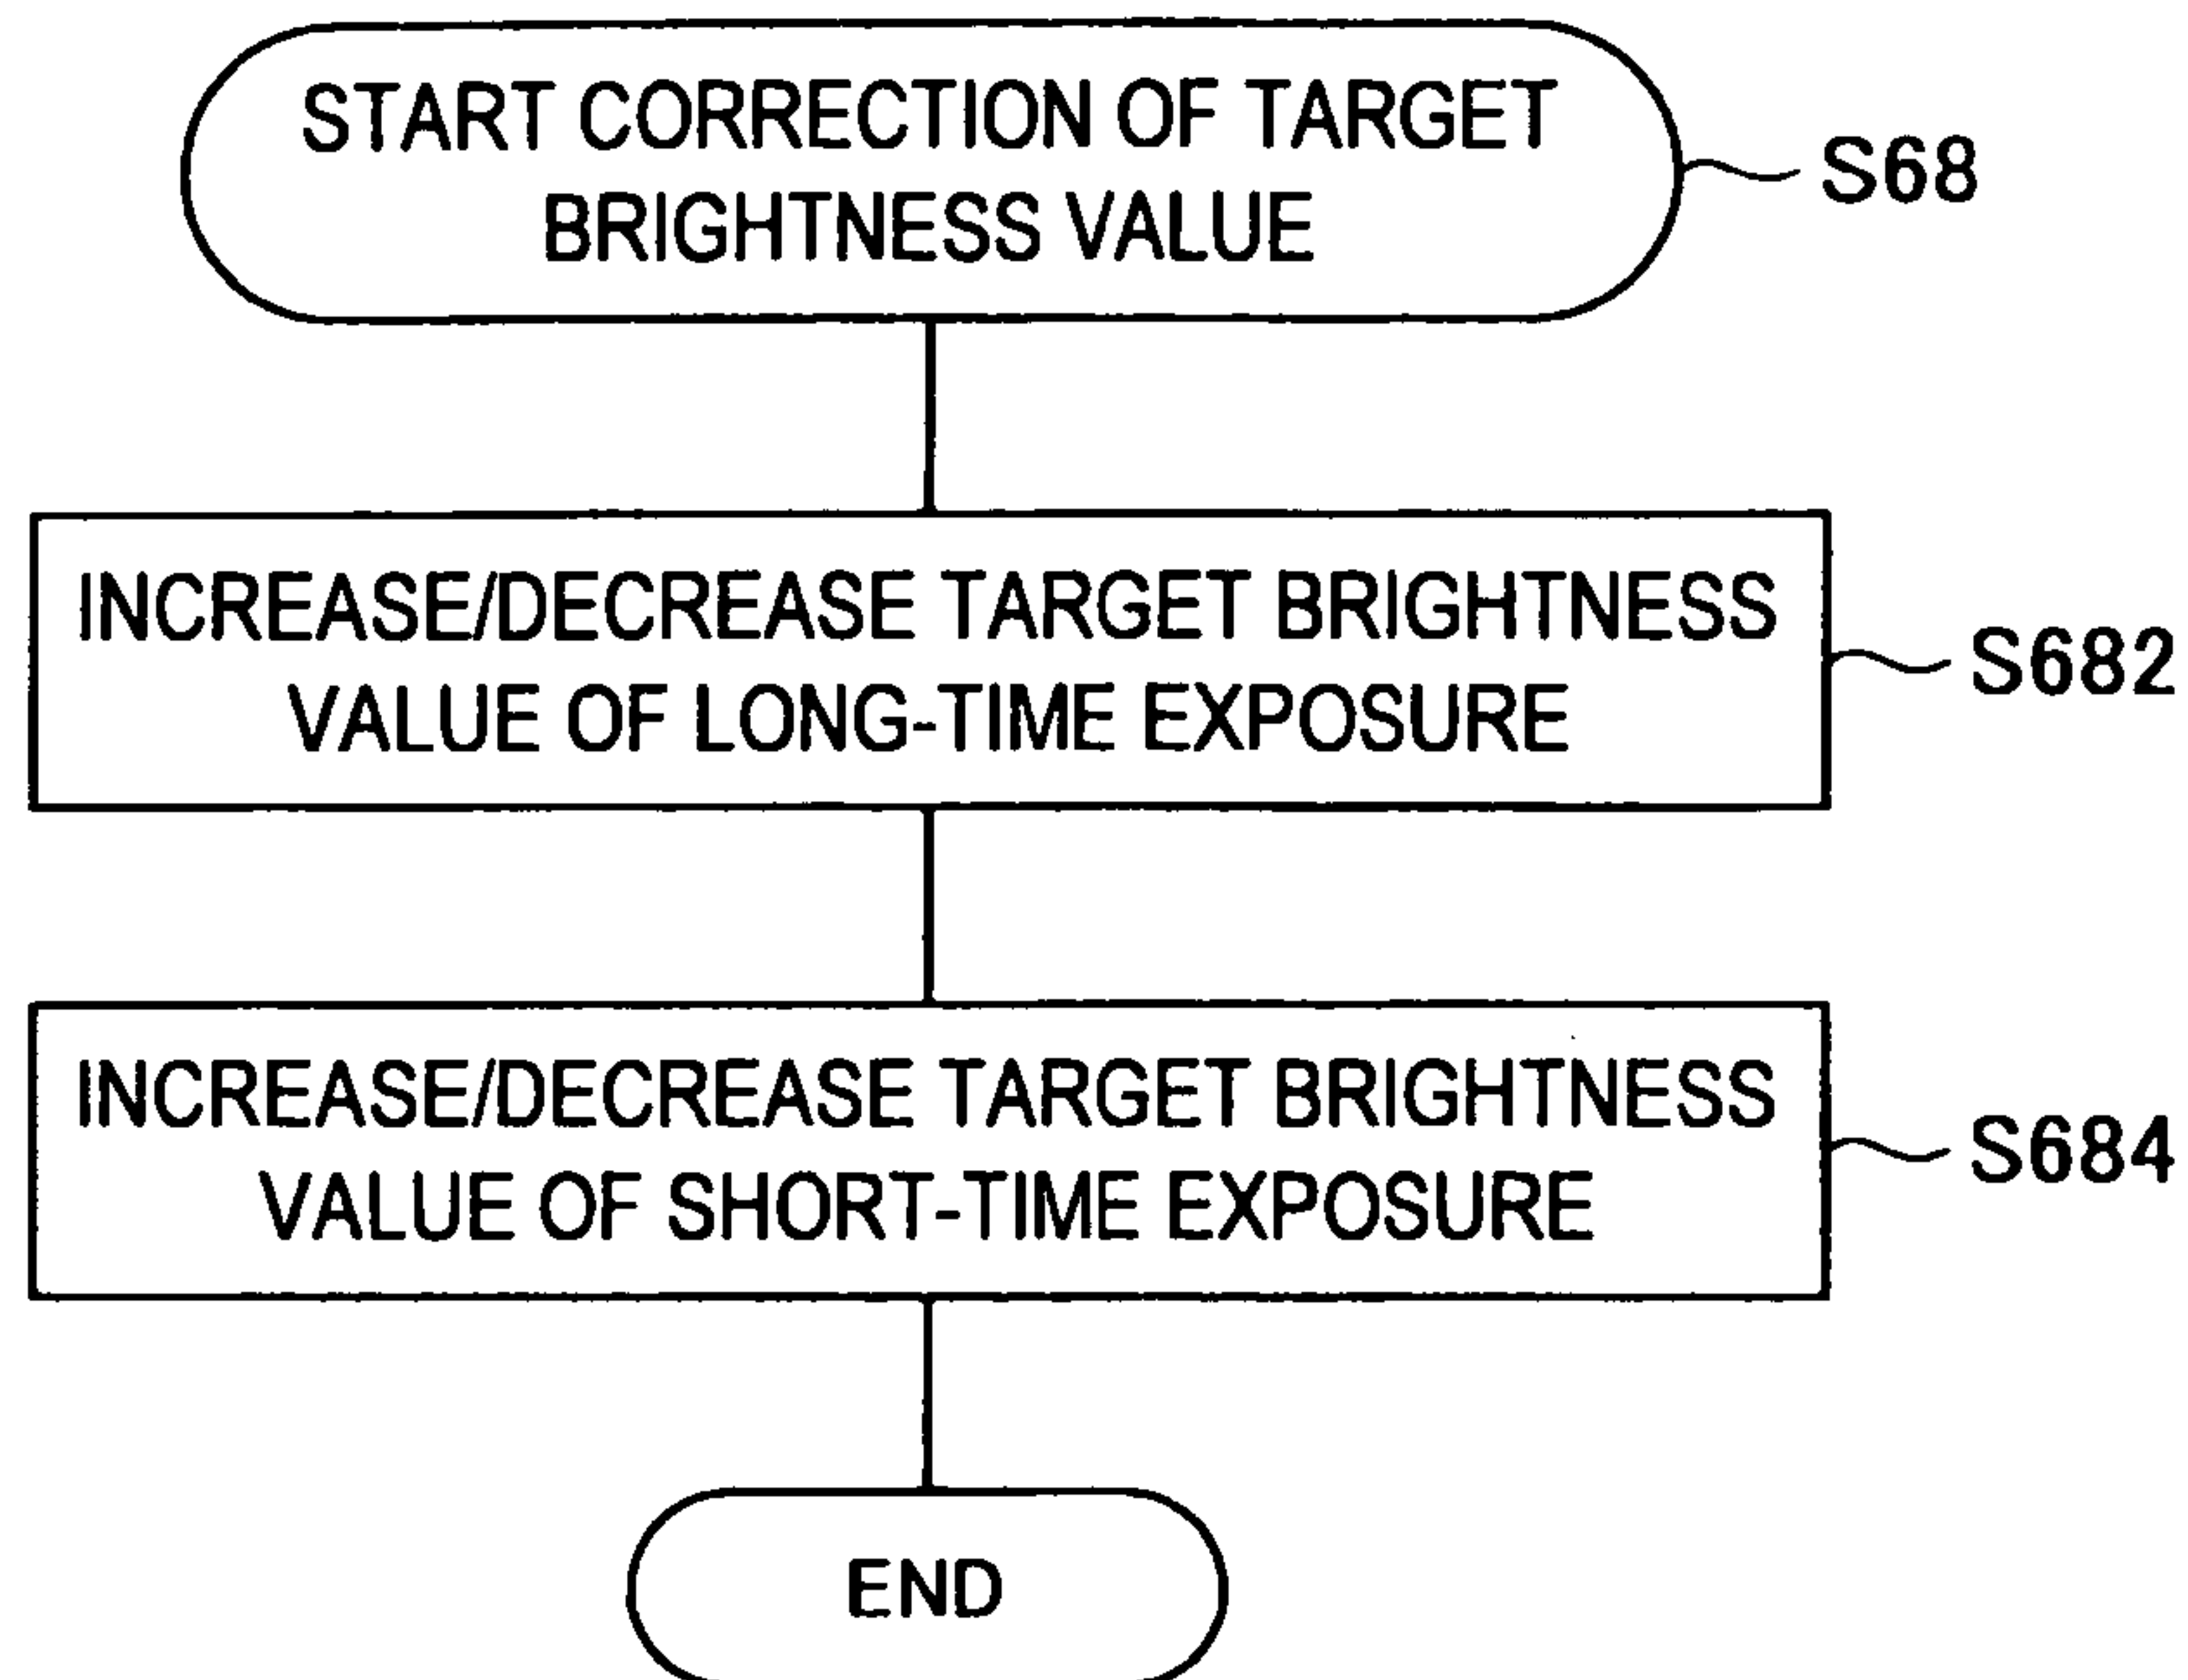 START CORRECTION OF TARGET
BRIGHTNESS VALUE
S68
INCREASE/DECREASE TARGET BRIGHTNESS
VALUE OF LONG-TIME EXPOSURE
S682
INCREASE/DECREASE TARGET BRIGHTNESS
VALUE OF SHORT-TIME EXPOSURE
S684
END